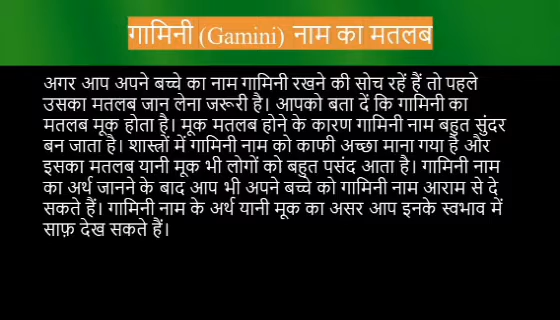 गामिनी (Gamini) नाम का मतलब
अगर आप अपने बच्चे का नाम गामिनी रखने की सोच रहें हैं तो पहले
उसका मतलब जान लेना जरूरी है। आपको बता दें कि गामिनी का
मतलब मूक होता है। मूक मतलब होने के कारण गामिनी नाम बहुत सुंदर
बन जाता है। शास्त्रों में गामिनी नाम को काफी अच्छा माना गया है और
इसका मतलब यानी मूक भी लोगों को बहुत पसंद आता है। गामिनी नाम
का अर्थ जानने के बाद आप भी अपने बच्चे को गामिनी नाम आराम से दे
सकते हैं। गामिनी नाम के अर्थ यानी मूक का असर आप इनके स्वभाव में
साफ़ देख सकते हैं।